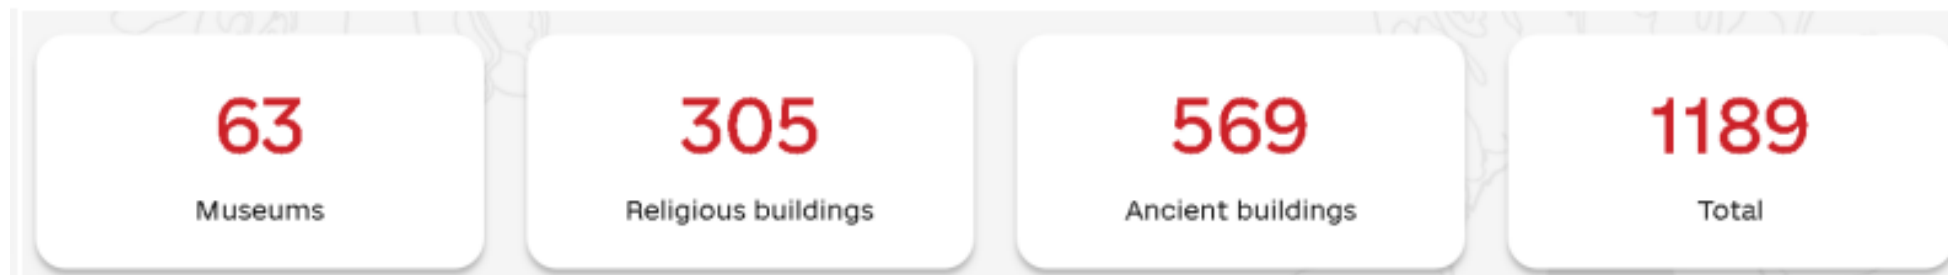 63
Museums
305
Religious buildings
569
Ancient buildings
1189
Total